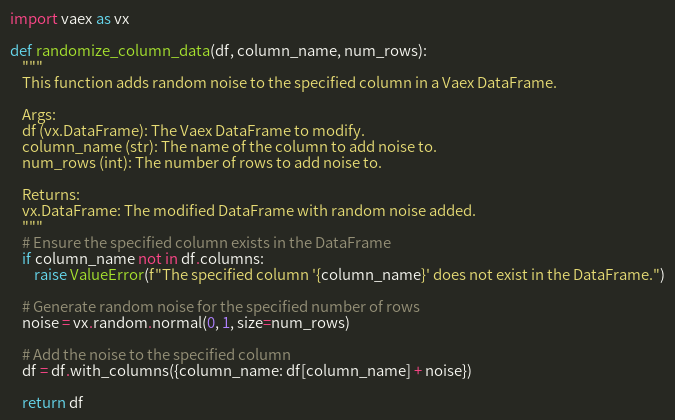 import vaex as vx

def randomize_column_data(df, column_name, num_rows):
    """
    This function adds random noise to the specified column in a Vaex DataFrame.

    Args:
    df (vx.DataFrame): The Vaex DataFrame to modify.
    column_name (str): The name of the column to add noise to.
    num_rows (int): The number of rows to add noise to.

    Returns:
    vx.DataFrame: The modified DataFrame with random noise added.
    """
    # Ensure the specified column exists in the DataFrame
    if column_name not in df.columns:
        raise ValueError(f"The specified column '{column_name}' does not exist in the DataFrame.")

    # Generate random noise for the specified number of rows
    noise = vx.random.normal(0, 1, size=num_rows)

    # Add the noise to the specified column
    df = df.with_columns({column_name: df[column_name] + noise})

    return df